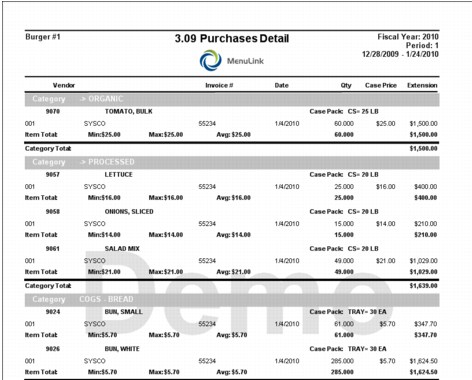 Burger #1 3.09 Purchases Detail Fiscal Year: 2010
Period: 1
MenuLink 12/28/2009 - 1/24/2010
Vendor Invoice # Date Qty Case Price Extension
Category -> ORGANIC
9070 TOMATO, BULK Case Pack: CS= 25 LB
001 SYSCO 55234 1/4/2010 60.000 $25.00 $1,500.00
Item Total: Min:$25.00 Max:$25.00 Avg: $25.00 60.000 $1,500.00
Category Total: $1,500.00
Category -> PROCESSED
9057 LETTUCE Case Pack: CS= 20 LB
001 SYSCO 55234 1/4/2010 25.000 $16.00 $400.00
Item Total: Min:$16.00 Max:$16.00 Avg: $16.00 25.000 $400.00
9058 ONIONS, SLICED Case Pack: CS= 20 LB
001 SYSCO 55234 1/4/2010 15.000 $14.00 $210.00
Item Total: Min:$14.00 Max:$14.00 Avg: $14.00 15.000 $210.00
9061 SALAD MIX Case Pack: CS= 20 LB
001 SYSCO 55234 1/4/2010 49.000 $21.00 $1,029.00
Item Total: Min:$21.00 Max:$21.00 Avg: $21.00 49.000 $1,029.00
Category Total: $1,639.00
Demo
Category COGS - BREAD
9024 BUN, SMALL Case Pack: TRAY= 30 EA
001 SYSCO 55234 1/4/2010 61.000 $5.70 $347.70
Item Total: Min:$5.70 Max:$5.70 Avg: $5.70 61.000 $347.70
9026 BUN, WHITE Case Pack: TRAY= 30 EA
001 SYSCO 55234 1/4/2010 285.000 $5.70 $1,624.50
Item Total: Min:$5.70 Max:$5.70 Avg: $5.70 285.000 $1,624.50